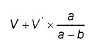 V + V' × a / (a − b)